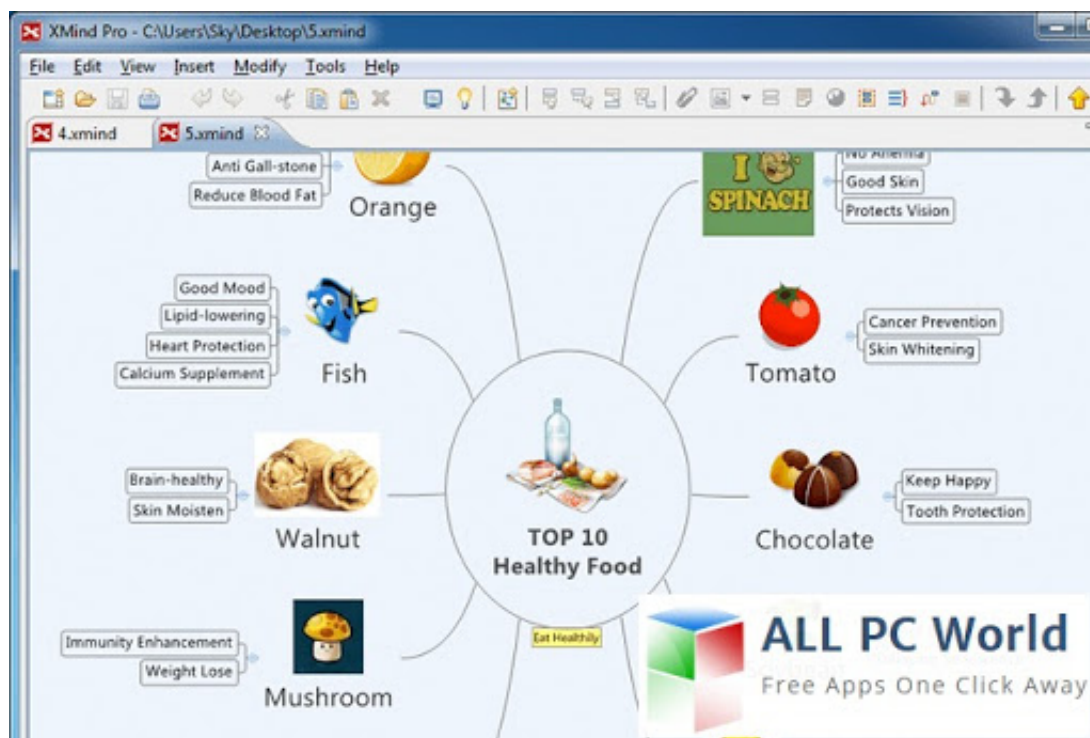 XMind Pro - C:\Users\Sky\Desktop\5.xmind
File Edit View Insert Modify Tools Help
4.xmind 5.xmind
Anti Gall-stone
Reduce Blood Fat
Orange
Good Mood
Lipid-lowering
Heart Protection
Calcium Supplement
Fish
Brain-healthy
Skin Moisten
Walnut
Immunity Enhancement
Weight Lose
Mushroom
TOP 10
Healthy Food
Eat Healthily
I
SPINACH
No Anemia
Good Skin
Protects Vision
Tomato
Cancer Prevention
Skin Whitening
Chocolate
Keep Happy
Tooth Protection
ALL PC World
Free Apps One Click Away